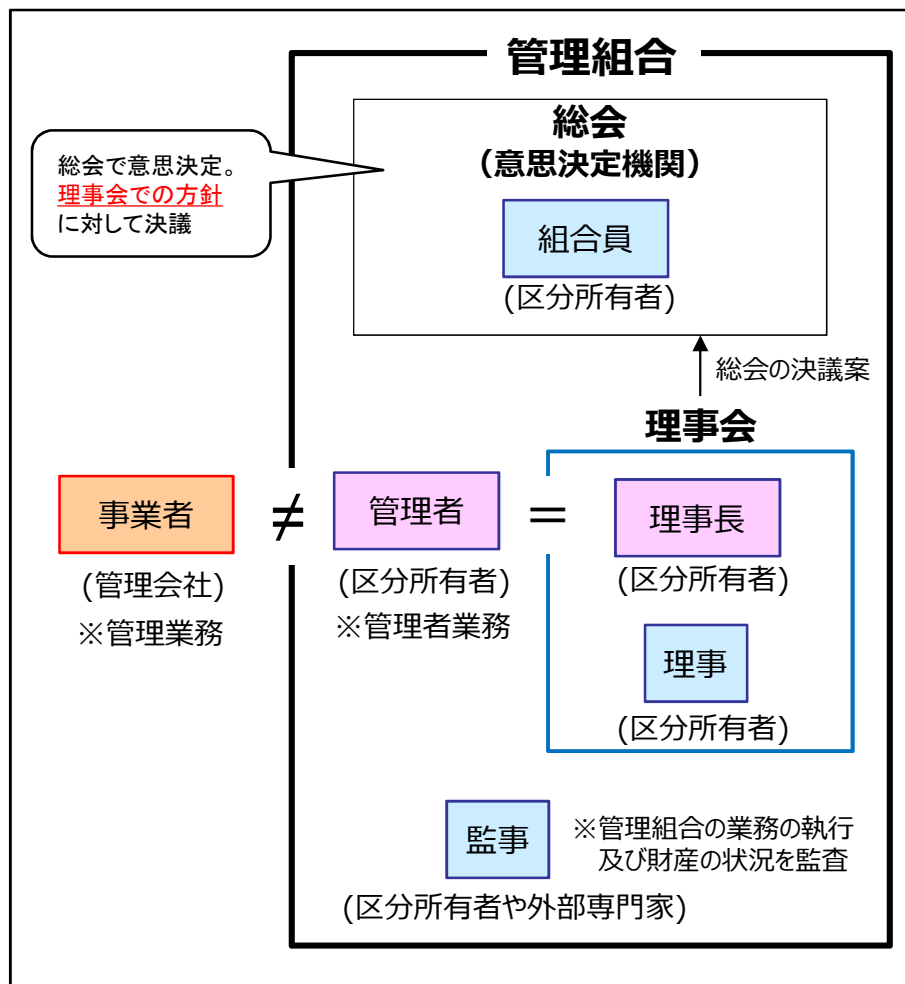 管理組合
総会
（意思決定機関）
総会で意思決定。
理事会での方針
に対して決議
組合員
(区分所有者)
総会の決議案
理事会
事業者
≠
管理者
＝
理事長
(管理会社)
※管理業務
(区分所有者)
※管理者業務
(区分所有者)
理事
(区分所有者)
監事
※管理組合の業務の執行
及び財産の状況を監査
(区分所有者や外部専門家)